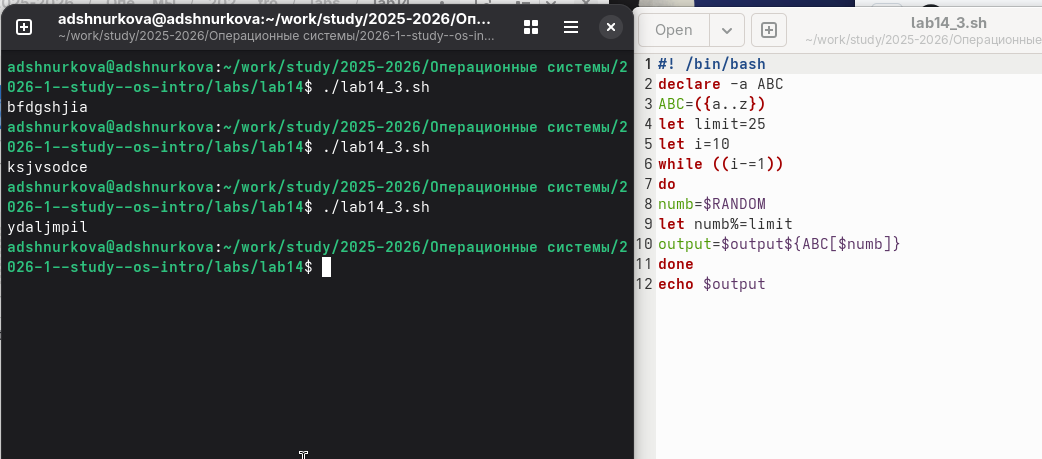 adshnurkova@adshnurkova:~/work/study/2025-2026/Оп...
~/work/study/2025-2026/Операционные системы/2026-1--study--os-in...
adshnurkova@adshnurkova:~/work/study/2025-2026/Операционные системы/2
026-1--study--os-intro/labs/lab14$ ./lab14_3.sh
bfdgshjia
adshnurkova@adshnurkova:~/work/study/2025-2026/Операционные системы/2
026-1--study--os-intro/labs/lab14$ ./lab14_3.sh
ksjvsodce
adshnurkova@adshnurkova:~/work/study/2025-2026/Операционные системы/2
026-1--study--os-intro/labs/lab14$ ./lab14_3.sh
ydaljmpil
adshnurkova@adshnurkova:~/work/study/2025-2026/Операционные системы/2
026-1--study--os-intro/labs/lab14$
Open
lab14_3.sh
~/work/study/2025-2026/Операционные
1 #! /bin/bash
2 declare -a ABC
3 ABC=({a..z})
4 let limit=25
5 let i=10
6 while ((i-=1))
7 do
8 numb=$RANDOM
9 let numb%=limit
10 output=$output${ABC[$numb]}
11 done
12 echo $output